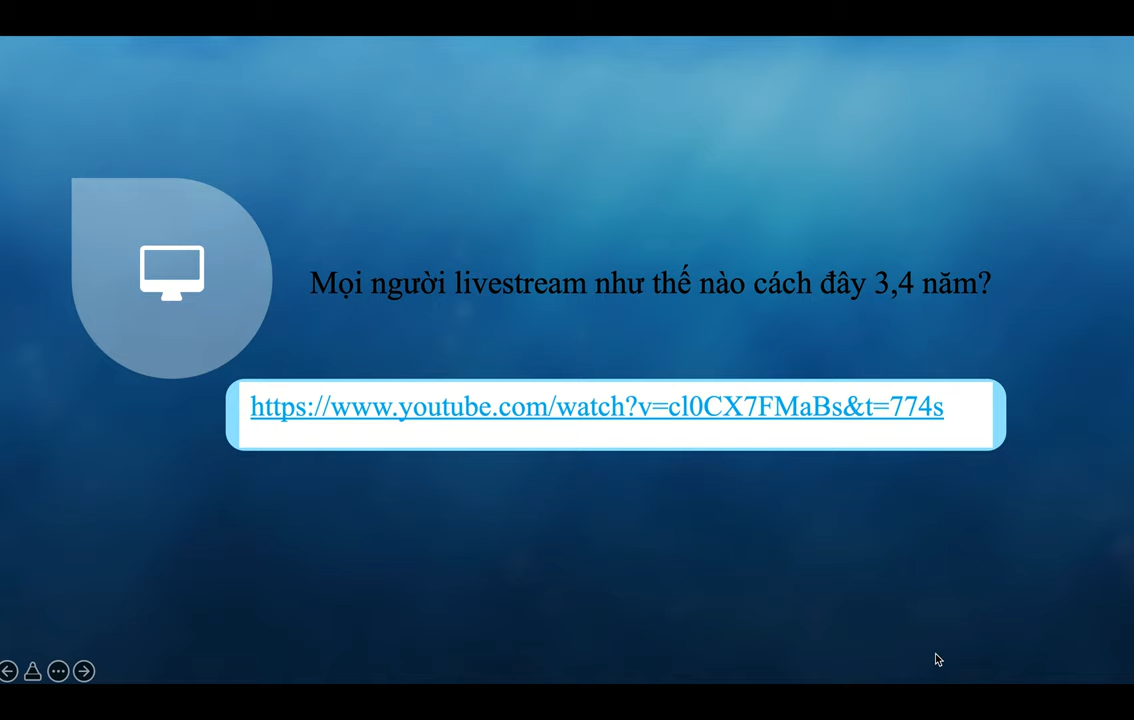 Mọi người livestream như thế nào cách đây 3,4 năm?
https://www.youtube.com/watch?v=cl0CX7FMaBs&t=774s